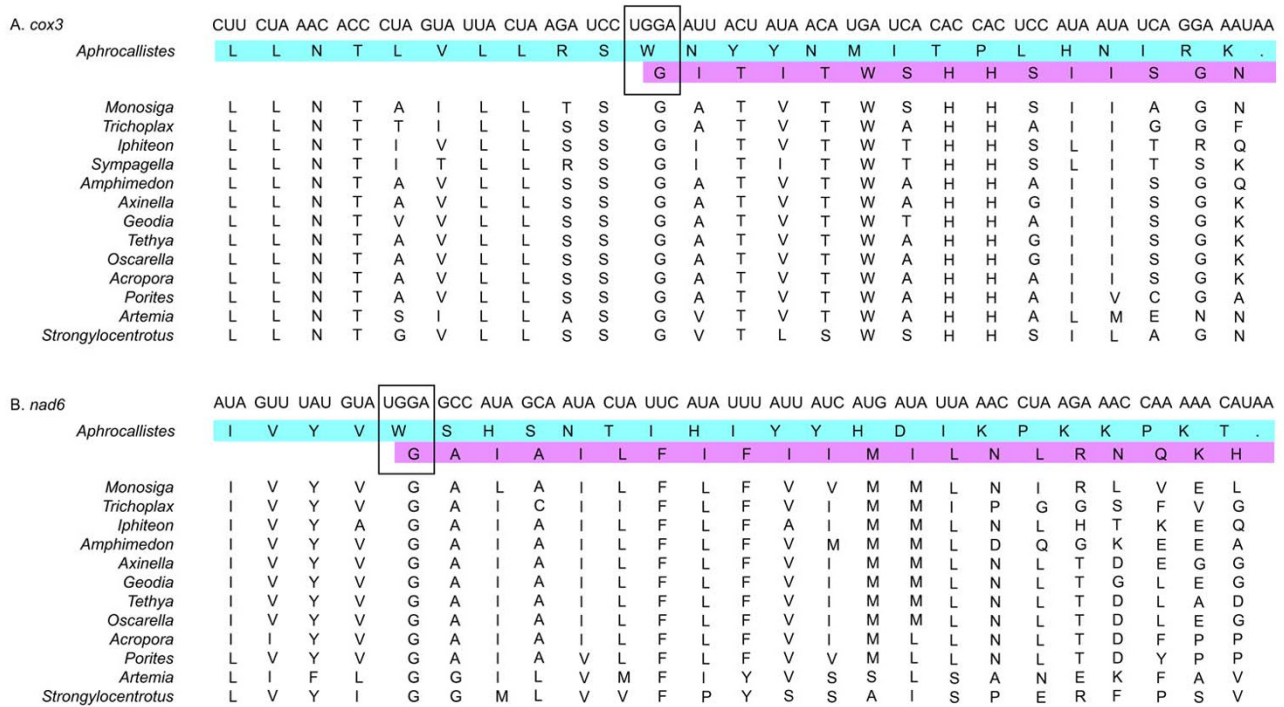 A. cox3
CUU CUA AAC ACC CUA GUA UUA CUA AGA UCC UGGA AUU ACU AUA ACA UGA UCA CAC CAC UCC AUA AUA UCA GGA AAUAA
Aphrocallistes L L N T L V L L R S W N Y Y N M I T P L H N I R K .
G I T I T W S H H S I I S G N
Monosiga L L N T A I L L T S G A T V T W S H H S I I A G N
Trichoplax L L N T T I L L S S G A T V T W A H H A I I G G F
Iphiteon L L N T I V L L S S G I T V T W T H H S L I T R Q
Sympagella L L N T I T L L R S G I T I T W T H H S L I T S K
Amphimedon L L N T A V L L S S G A T V T W A H H A I I S G Q
Axinella L L N T A V L L S S G A T V T W A H H G I I S G K
Geodia L L N T V V L L S S G A T V T W T H H A I I S G K
Tethya L L N T A V L L S S G A T V T W A H H G I I S G K
Oscarella L L N T A V L L S S G A T V T W A H H G I I S G K
Acropora L L N T A V L L S S G A T V T W A H H A I I S G K
Porites L L N T A V L L S S G A T V T W A H H A I V C G A
Artemia L L N T S I L L A S G V T V T W A H H A L M E N N
Strongylocentrotus L L N T G V L L S S G V T L S W S H H S I L A G N
B. nad6
AUA GUU UAU GUA UGGA GCC AUA GCA AUA CUA UUC AUA UUU AUU AUC AUG AUA UUA AAC CUA AGA AAC CAA AAA CAUAA
Aphrocallistes I V Y V W S H S N T I H I Y Y H D I K P K K P K T .
G A I A I L F I F I I M I L N L R N Q K H
Monosiga I V Y V G A L A I L F L F V V M M L N I R L V E L
Trichoplax I V Y V G A I C I I F L F V I M M I P G G S F V G
Iphiteon I V Y A G A I A I L F L F A I M M L N L H T K E Q
Amphimedon I V Y V G A I A I L F L F V M M M L D Q G K E E A
Axinella I V Y V G A I A I L F L F V I M M L N L T D E G G
Geodia I V Y V G A I A I L F L F V I M M L N L T G L E G
Tethya I V Y V G A I A I L F L F V I M M L N L T D L A D
Oscarella I V Y V G A I A I L F L F V I M M L N L T D L E G
Acropora I I Y V G A I A I L F L F V I M L L N L T D F P P
Porites L V Y V G A I A V L F L F V V M L L N L T D Y P P
Artemia L I F L G G I L V M F I Y V S S L S A N E K F A V
Strongylocentrotus L V Y I G G M L V V F P Y S S A I S P E R F P S V